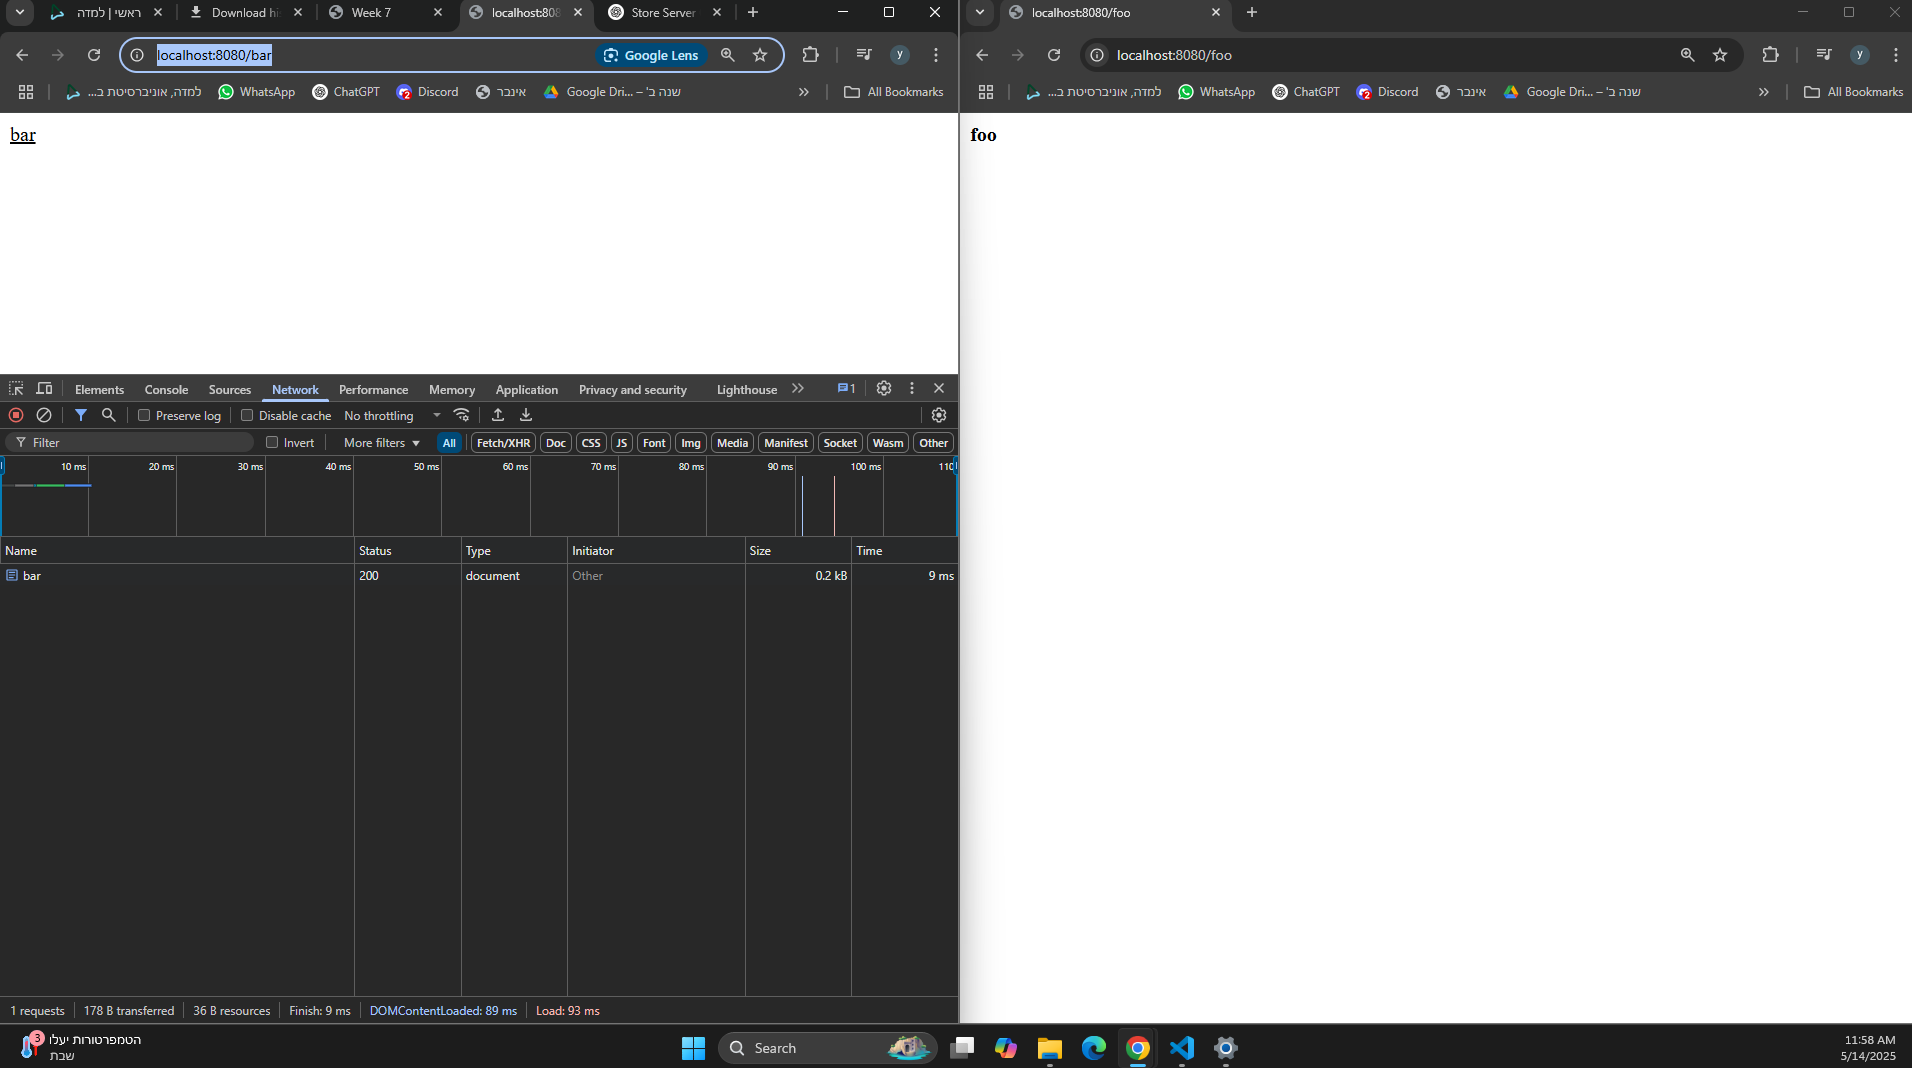 ראשי | למדה
Download his
Week 7
localhost:808
Store Server
localhost:8080/bar
Google Lens
y
למדה, אוניברסיטת ב...
WhatsApp
ChatGPT
Discord
אינבר
Google Dri... – שנה ב'
All Bookmarks
bar
Elements
Console
Sources
Network
Performance
Memory
Application
Privacy and security
Lighthouse
1
Preserve log
Disable cache
No throttling
Filter
Invert
More filters
All
Fetch/XHR
Doc
CSS
JS
Font
Img
Media
Manifest
Socket
Wasm
Other
10 ms
20 ms
30 ms
40 ms
50 ms
60 ms
70 ms
80 ms
90 ms
100 ms
110
Name
Status
Type
Initiator
Size
Time
bar
200
document
Other
0.2 kB
9 ms
1 requests
178 B transferred
36 B resources
Finish: 9 ms
DOMContentLoaded: 89 ms
Load: 93 ms
localhost:8080/foo
localhost:8080/foo
y
למדה, אוניברסיטת ב...
WhatsApp
ChatGPT
Discord
אינבר
Google Dri... – שנה ב'
All Bookmarks
foo
3
הטמפרטורות יעלו
שבת
Search
11:58 AM
5/14/2025